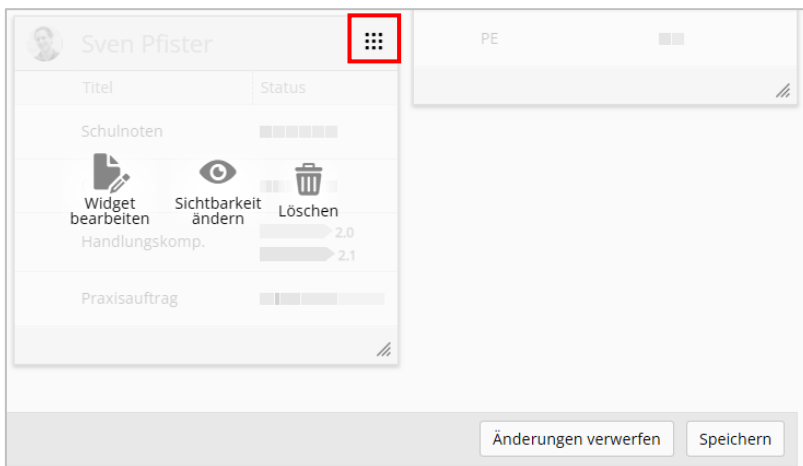 Sven Pfister
PE
Titel Status
Schulnoten
Widget
bearbeiten
Sichtbarkeit
ändern
Löschen
Handlungskomp.
2.0
2.1
Praxisauftrag
Änderungen verwerfen Speichern